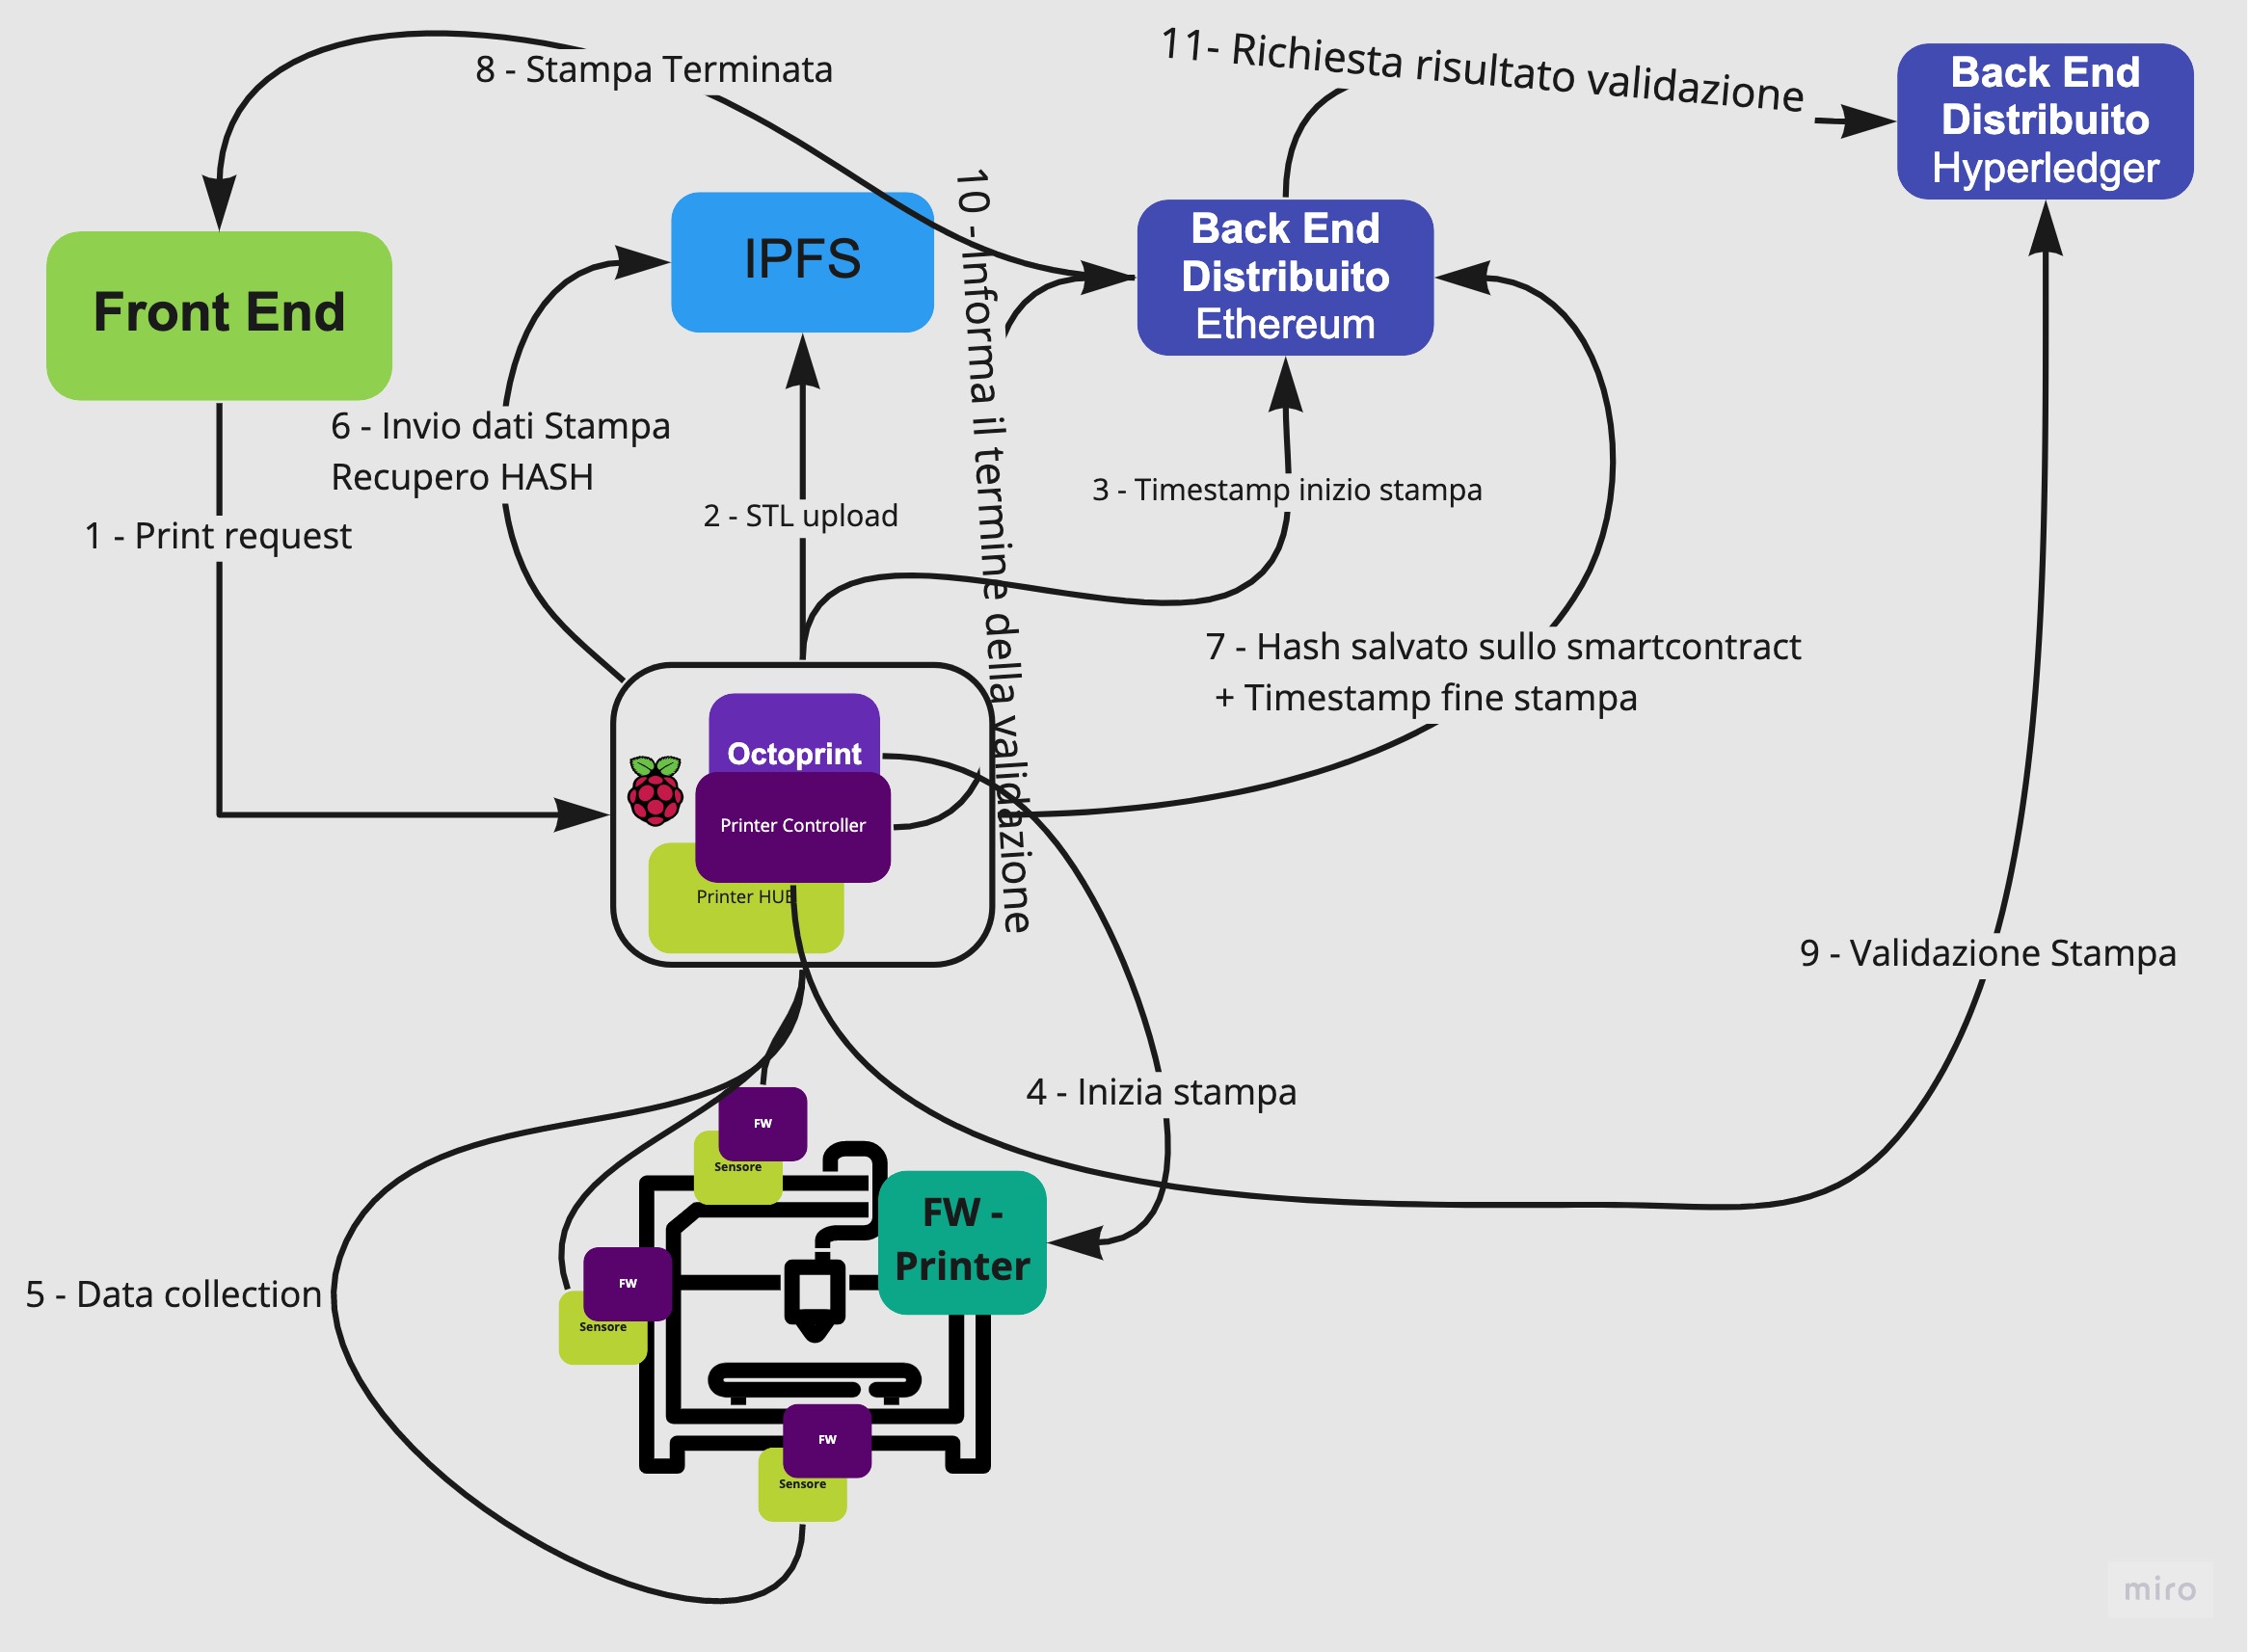 8 - Stampa Terminata
11- Richiesta risultato validazione
Back End
Distribuito
Hyperledger
Front End
IPFS
10 -Informa il termine della validazione
Back End
Distribuito
Ethereum
6 - Invio dati Stampa
Recupero HASH
1 - Print request
2 - STL upload
3 - Timestamp inizio stampa
7 - Hash salvato sullo smartcontract
+ Timestamp fine stampa
Octoprint
Printer Controller
Printer HUB
9 - Validazione Stampa
4 - Inizia stampa
FW
Sensore
FW -
Printer
5 - Data collection
FW
Sensore
FW
Sensore
miro